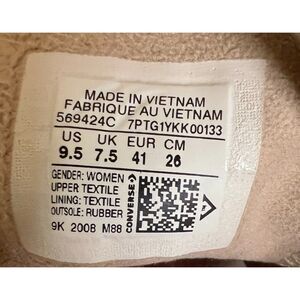 MADE IN VIETNAM
FABRIQUE AU VIETNAM
569424C 7PTG1YKK00133
US UK EUR CM
9.5 7.5 41 26
GENDER: WOMEN
UPPER TEXTILE
LINING: TEXTILE
OUTSOLE: RUBBER
CONVERSE
9K 2008 M88